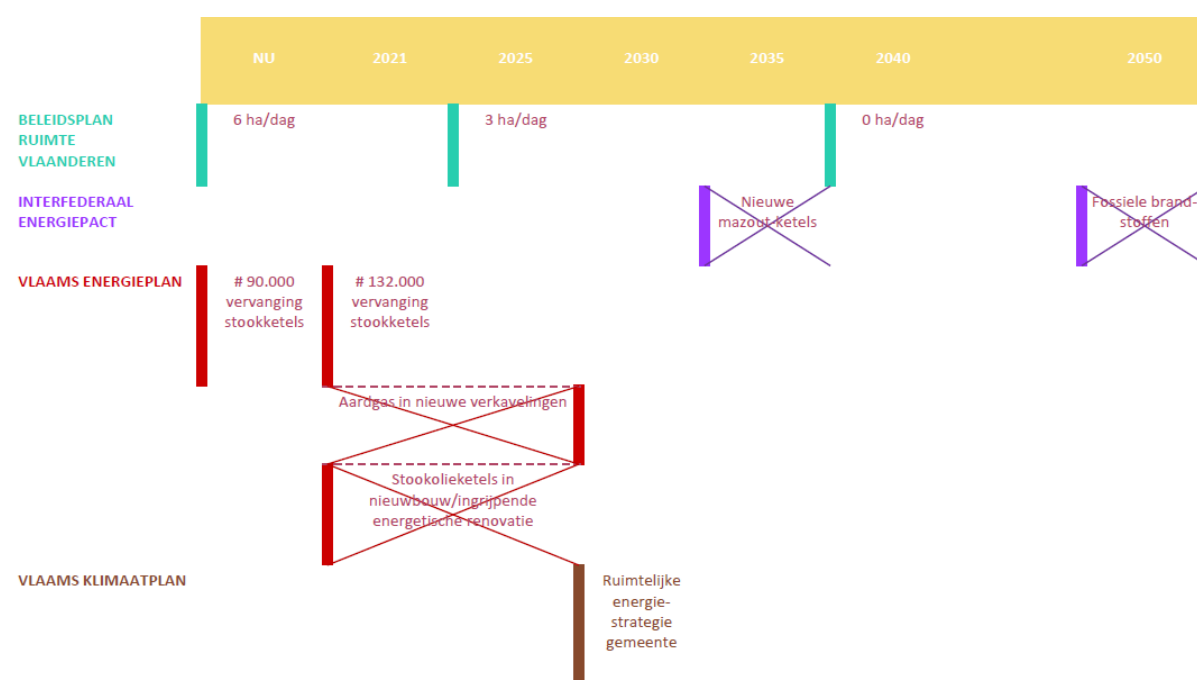 NU 2021 2025 2030 2035 2040 2050
BELEIDSPLAN
RUIMTE
VLAANDEREN
6 ha/dag
3 ha/dag
0 ha/dag
INTERFEDERAAL
ENERGIEPACT
Nieuwe
mazout-ketels
Fossiele brand-
stoffen
VLAAMS ENERGIEPLAN
# 90.000
vervanging
stookketels
# 132.000
vervanging
stookketels
Aardgas in nieuwe verkavelingen
Stookolieketels in
nieuwbouw/ingrijpende
energetische renovatie
VLAAMS KLIMAATPLAN
Ruimtelijke
energie-
strategie
gemeente